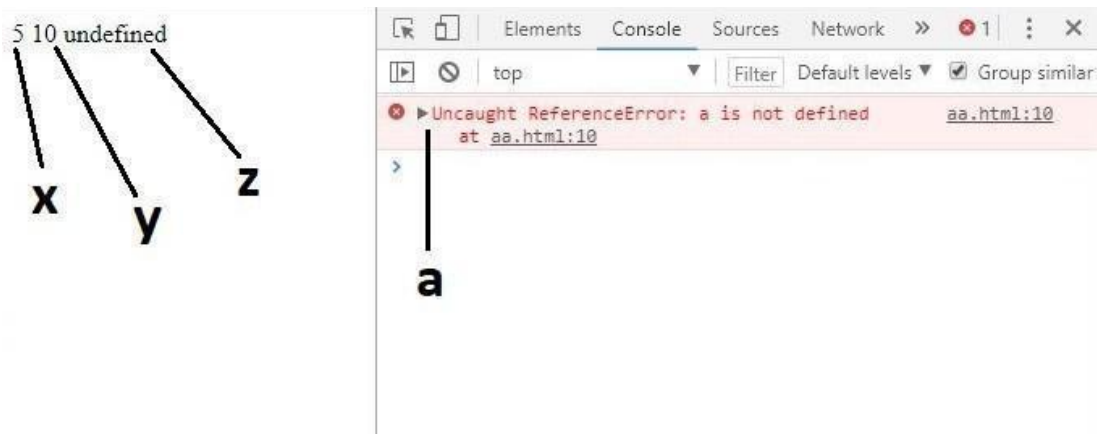 5 10 undefined
x
y
z
Elements Console Sources Network » 1
top Filter Default levels Group similar
Uncaught ReferenceError: a is not defined aa.html:10
at aa.html:10
>
a